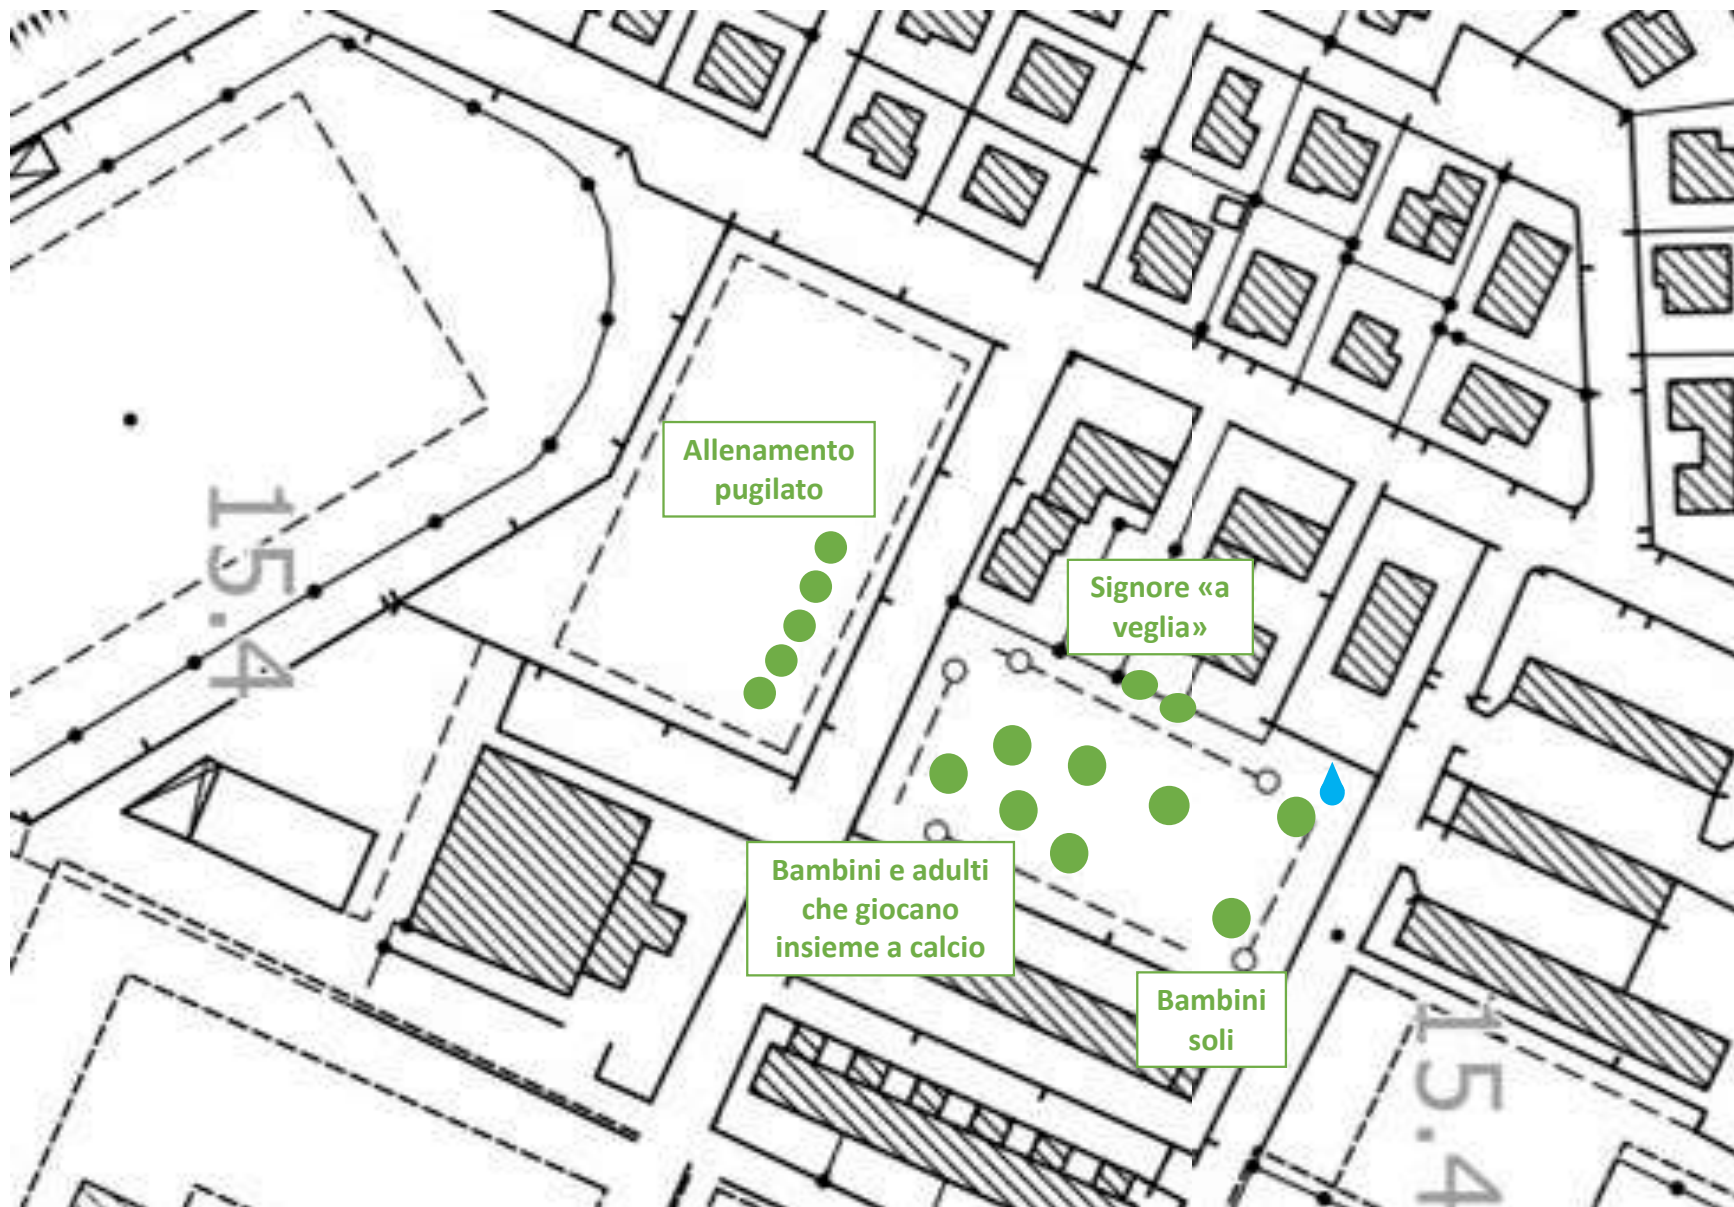 Allenamento
pugilato
15.4
Signore «a
veglia»
Bambini e adulti
che giocano
insieme a calcio
Bambini
soli
15.4